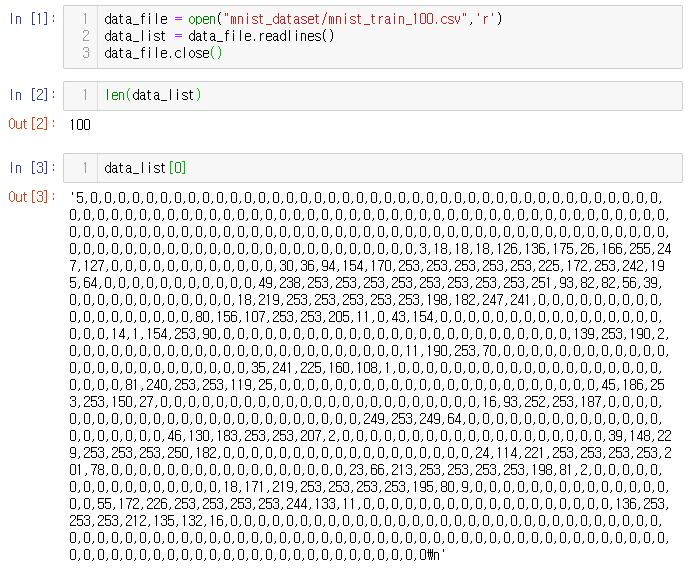 In [1]:
1 data_file = open("mnist_dataset/mnist_train_100.csv",'r')
2 data_list = data_file.readlines()
3 data_file.close()
In [2]:
1 len(data_list)
Out[2]: 100
In [3]:
1 data_list[0]
Out[3]: '5,0,0,0,0,0,0,0,0,0,0,0,0,0,0,0,0,0,0,0,0,0,0,0,0,0,0,0,0,0,0,0,0,0,0,0,0,0,0,0,0,0,
0,0,0,0,0,0,0,0,0,0,0,0,0,0,0,0,0,0,0,0,0,0,0,0,0,0,0,0,0,0,0,0,0,0,0,0,0,0,0,0,0,0,0,
0,0,0,0,0,0,0,0,0,0,0,0,0,0,0,0,0,0,0,0,0,0,0,0,0,0,0,0,0,0,0,0,0,0,0,0,0,0,0,0,0,0,0,
0,0,0,0,0,0,0,0,0,0,0,0,0,0,0,0,0,0,0,0,0,0,0,0,0,3,18,18,18,126,136,175,26,166,255,24
7,127,0,0,0,0,0,0,0,0,0,0,0,0,30,36,94,154,170,253,253,253,253,253,225,172,253,242,19
5,64,0,0,0,0,0,0,0,0,0,0,0,49,238,253,253,253,253,253,253,253,253,251,93,82,82,56,39,
0,0,0,0,0,0,0,0,0,0,0,0,18,219,253,253,253,253,253,198,182,247,241,0,0,0,0,0,0,0,0,0,
0,0,0,0,0,0,0,0,0,80,156,107,253,253,205,11,0,43,154,0,0,0,0,0,0,0,0,0,0,0,0,0,0,0,0,
0,0,0,14,1,154,253,90,0,0,0,0,0,0,0,0,0,0,0,0,0,0,0,0,0,0,0,0,0,0,0,0,0,139,253,190,2,
0,0,0,0,0,0,0,0,0,0,0,0,0,0,0,0,0,0,0,0,0,0,0,0,11,190,253,70,0,0,0,0,0,0,0,0,0,0,0,0,
0,0,0,0,0,0,0,0,0,0,0,0,0,35,241,225,160,108,1,0,0,0,0,0,0,0,0,0,0,0,0,0,0,0,0,0,0,0,
0,0,0,0,81,240,253,253,119,25,0,0,0,0,0,0,0,0,0,0,0,0,0,0,0,0,0,0,0,0,0,0,0,45,186,25
3,253,150,27,0,0,0,0,0,0,0,0,0,0,0,0,0,0,0,0,0,0,0,0,0,0,0,16,93,252,253,187,0,0,0,0,
0,0,0,0,0,0,0,0,0,0,0,0,0,0,0,0,0,0,0,0,0,249,253,249,64,0,0,0,0,0,0,0,0,0,0,0,0,0,0,
0,0,0,0,0,0,0,46,130,183,253,253,207,2,0,0,0,0,0,0,0,0,0,0,0,0,0,0,0,0,0,0,0,39,148,22
9,253,253,253,250,182,0,0,0,0,0,0,0,0,0,0,0,0,0,0,0,0,0,0,24,114,221,253,253,253,253,2
01,78,0,0,0,0,0,0,0,0,0,0,0,0,0,0,0,0,0,23,66,213,253,253,253,253,198,81,2,0,0,0,0,0,
0,0,0,0,0,0,0,0,0,0,0,18,171,219,253,253,253,253,195,80,9,0,0,0,0,0,0,0,0,0,0,0,0,0,0,
0,0,55,172,226,253,253,253,253,244,133,11,0,0,0,0,0,0,0,0,0,0,0,0,0,0,0,0,0,0,136,253,
253,253,212,135,132,16,0,0,0,0,0,0,0,0,0,0,0,0,0,0,0,0,0,0,0,0,0,0,0,0,0,0,0,0,0,0,0,
0,0,0,0,0,0,0,0,0,0,0,0,0,0,0,0,0,0,0,0,0,0,0,0,0,0,0,0,0,0,0,0,0,0,0,0,0,0,0,0,0,0,0,
0,0,0,0,0,0,0,0,0,0,0,0,0,0,0,0,0,0,0,0,0,0,0,0,0,0₩n'